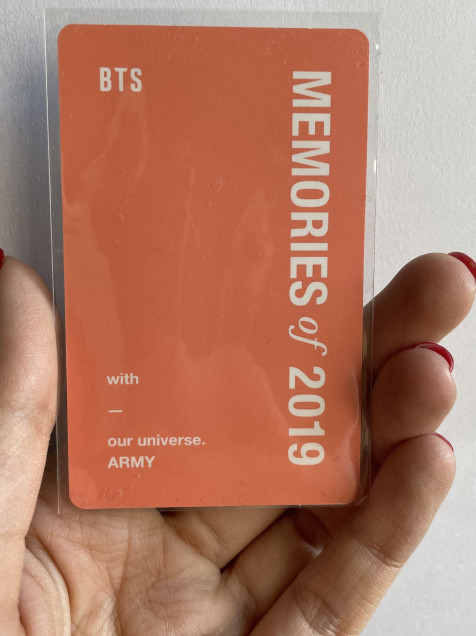 BTS
MEMORIES of 2019
with
—
our universe.
ARMY